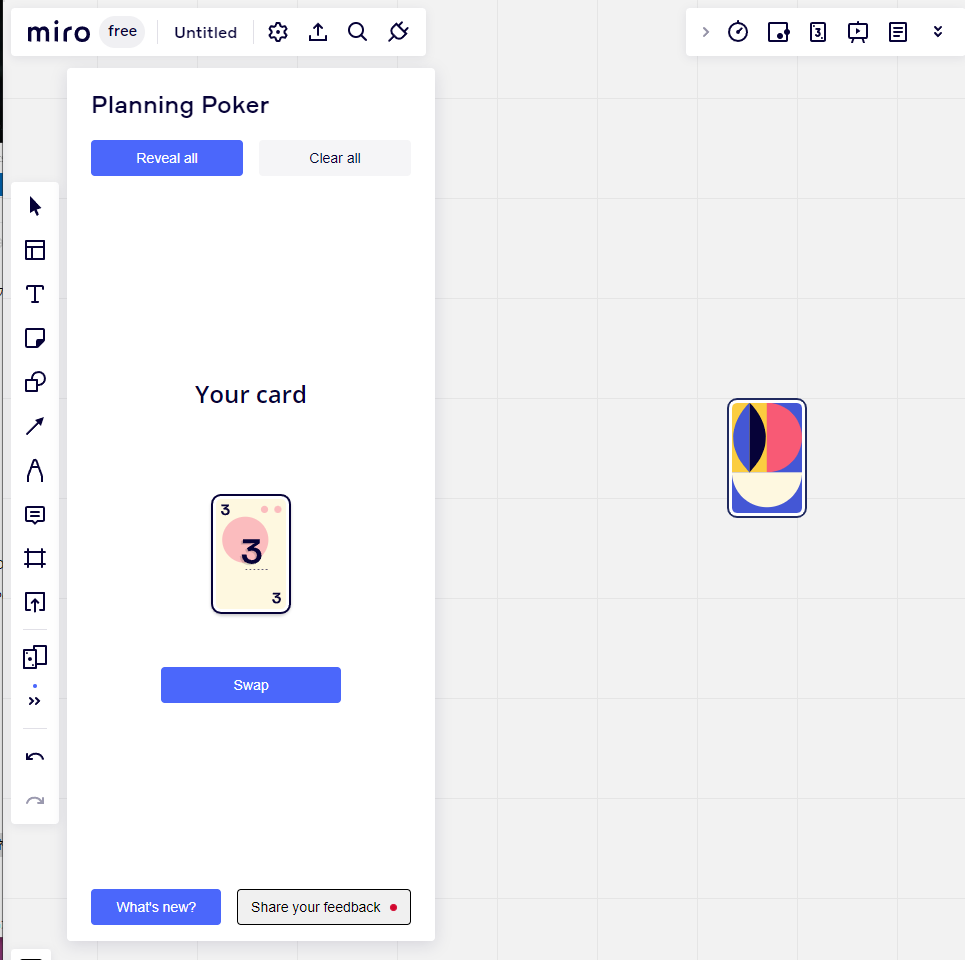 miro free Untitled
3
Planning Poker
Reveal all Clear all
Your card
3
3
3
Swap
What's new? Share your feedback